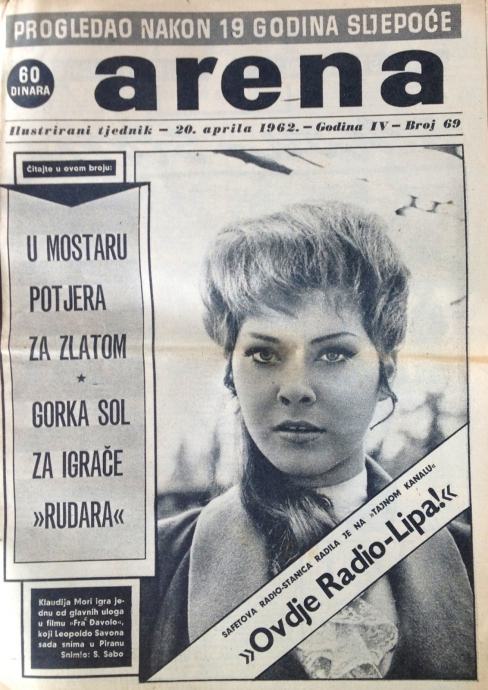 PROGLEDAO NAKON 19 GODINA SLJEPOĆE
60
DINARA
arena
Ilustrirani tjednik – 20. aprila 1962. – Godina IV – Broj 69
Čitajte u ovom broju:
U MOSTARU
POTJERA
ZA ZLATOM
★
GORKA SOL
ZA IGRAČE
»RUDARA«
SAFETOVA RADIO-STANICA RADILA JE NA »TAJNOM KANALU«
»Ovdje Radio-Lipa!«
Klaudija Mori igra je-
dnu od glavnih uloga
u filmu »Fra Đavolo«,
koji Leopoldo Savona
sada snima u Piranu
Snimio: S. Sabo